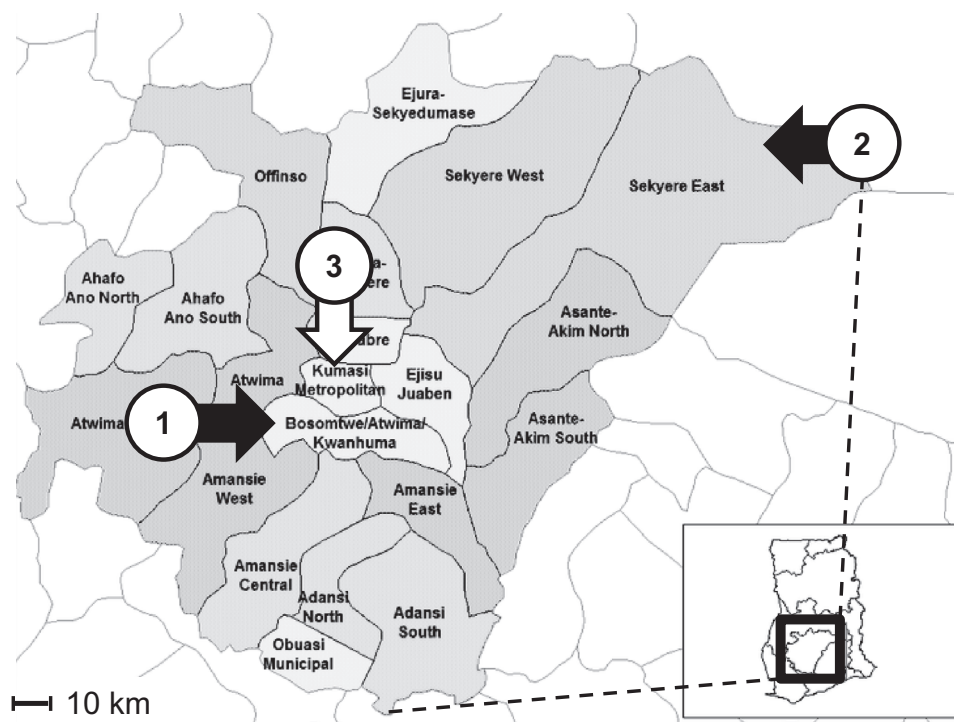 Ejura-
Sekyedumase
2
Offinso
Sekyere West
Sekyere East
3
Ahafo
Ano North
Ahafo
Ano South
Asante-
Akim North
Kumasi
Metropolitan
Ejisu
Juaben
Atwima
1
Atwima
Bosomtwe/Atwima/
Kwanhuma
Asante-
Akim South
Amansie
West
Amansie
East
Amansie
Central
Adansi
North
Adansi
South
Obuasi
Municipal
10 km